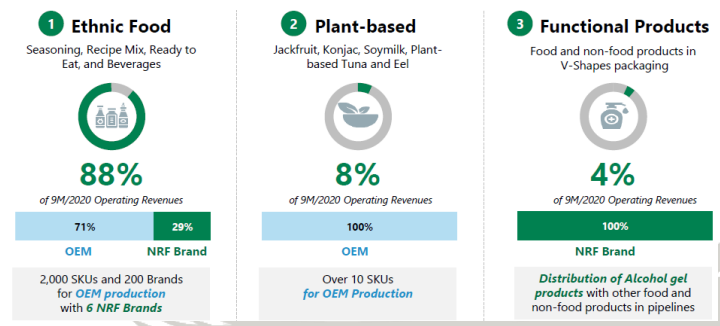 1 Ethnic Food
Seasoning, Recipe Mix, Ready to
Eat, and Beverages
88%
of 9M/2020 Operating Revenues
71% 29%
OEM NRF Brand
2,000 SKUs and 200 Brands
for OEM production
with 6 NRF Brands
2 Plant-based
Jackfruit, Konjac, Soymilk, Plant-
based Tuna and Eel
8%
of 9M/2020 Operating Revenues
100%
OEM
Over 10 SKUs
for OEM Production
3 Functional Products
Food and non-food products in
V-Shapes packaging
4%
of 9M/2020 Operating Revenues
100%
NRF Brand
Distribution of Alcohol gel
products with other food and
non-food products in pipelines